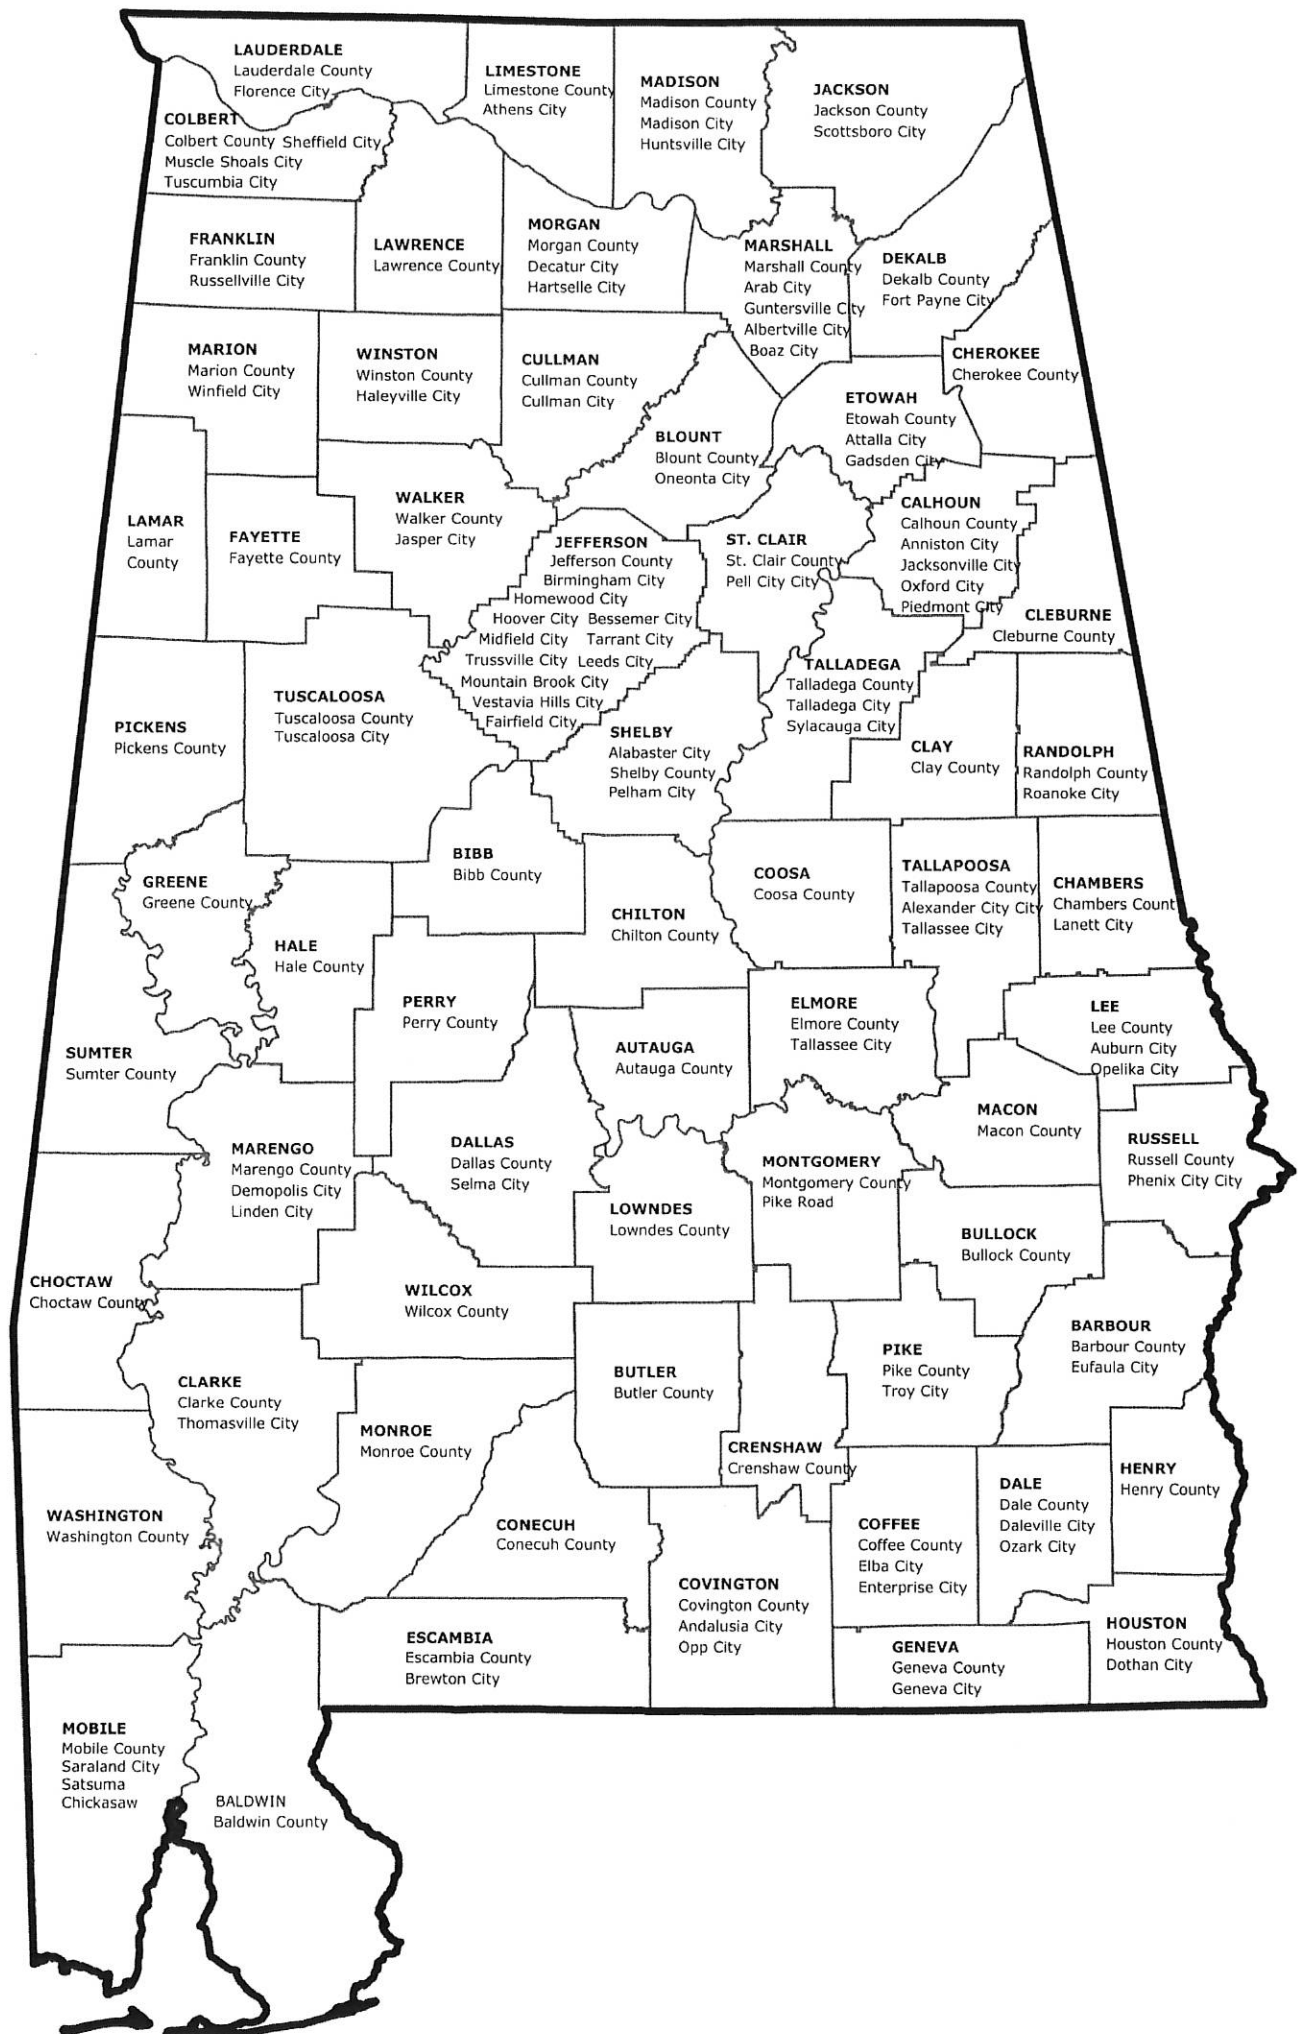 LAUDERDALE
Lauderdale County
Florence City
LIMESTONE
Limestone County
Athens City
MADISON
Madison County
Madison City
Huntsville City
JACKSON
Jackson County
Scottsboro City
COLBERT
Colbert County Sheffield City
Muscle Shoals City
Tuscumbia City
FRANKLIN
Franklin County
Russellville City
LAWRENCE
Lawrence County
MORGAN
Morgan County
Decatur City
Hartselle City
MARSHALL
Marshall County
Arab City
Guntersville City
Albertville City
Boaz City
DEKALB
Dekalb County
Fort Payne City
MARION
Marion County
Winfield City
WINSTON
Winston County
Haleyville City
CULLMAN
Cullman County
Cullman City
CHEROKEE
Cherokee County
ETOWAH
Etowah County
Attalla City
Gadsden City
BLOUNT
Blount County
Oneonta City
LAMAR
Lamar
County
FAYETTE
Fayette County
WALKER
Walker County
Jasper City
JEFFERSON
Jefferson County
Birmingham City
Homewood City
Hoover City Bessemer City
Midfield City Tarrant City
Trussville City Leeds City
Mountain Brook City
Vestavia Hills City
Fairfield City
ST. CLAIR
St. Clair County
Pell City City
CALHOUN
Calhoun County
Anniston City
Jacksonville City
Oxford City
Piedmont City
CLEBURNE
Cleburne County
PICKENS
Pickens County
TUSCALOOSA
Tuscaloosa County
Tuscaloosa City
SHELBY
Alabaster City
Shelby County
Pelham City
TALLADEGA
Talladega County
Talladega City
Sylacauga City
CLAY
Clay County
RANDOLPH
Randolph County
Roanoke City
GREENE
Greene County
HALE
Hale County
BIBB
Bibb County
CHILTON
Chilton County
COOSA
Coosa County
TALLAPOOSA
Tallapoosa County
Alexander City City
Tallassee City
CHAMBERS
Chambers Count
Lanett City
SUMTER
Sumter County
PERRY
Perry County
AUTAUGA
Autauga County
ELMORE
Elmore County
Tallassee City
LEE
Lee County
Auburn City
Opelika City
MARENGO
Marengo County
Demopolis City
Linden City
DALLAS
Dallas County
Selma City
LOWNDES
Lowndes County
MONTGOMERY
Montgomery County
Pike Road
MACON
Macon County
RUSSELL
Russell County
Phenix City City
BULLOCK
Bullock County
CHOCTAW
Choctaw County
WILCOX
Wilcox County
CLARKE
Clarke County
Thomasville City
BUTLER
Butler County
PIKE
Pike County
Troy City
BARBOUR
Barbour County
Eufaula City
MONROE
Monroe County
CRENSHAW
Crenshaw County
WASHINGTON
Washington County
CONECUH
Conecuh County
COFFEE
Coffee County
Elba City
Enterprise City
DALE
Dale County
Daleville City
Ozark City
HENRY
Henry County
COVINGTON
Covington County
Andalusia City
Opp City
ESCAMBIA
Escambia County
Brewton City
GENEVA
Geneva County
Geneva City
HOUSTON
Houston County
Dothan City
MOBILE
Mobile County
Saraland City
Satsuma
Chickasaw
BALDWIN
Baldwin County